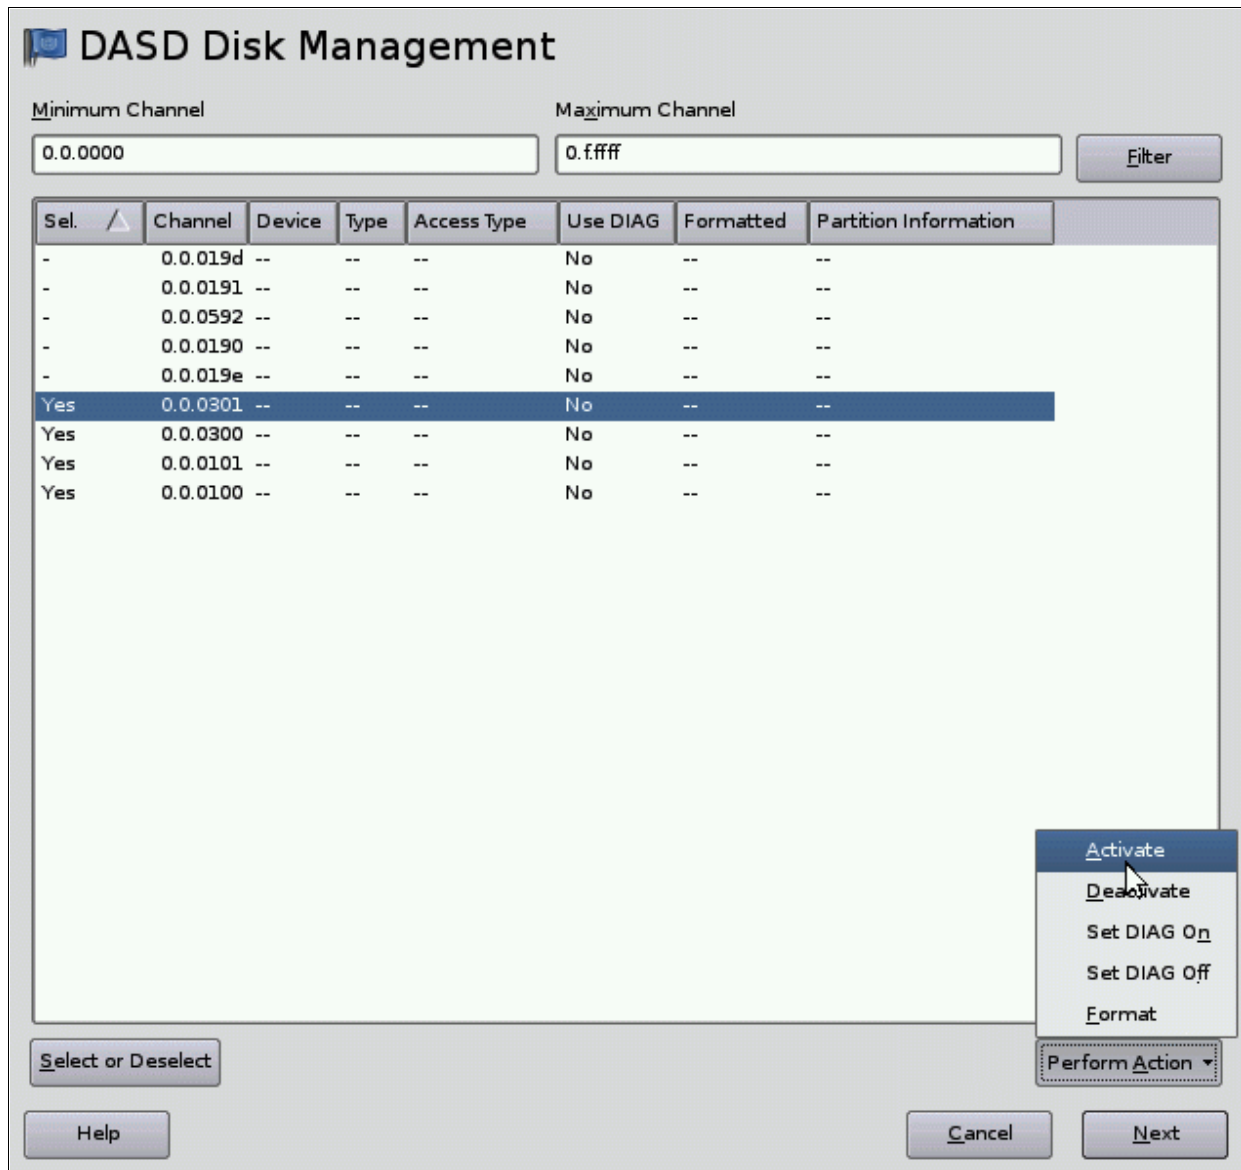 DASD Disk Management
Minimum Channel Maximum Channel
0.0.0000 0.f.ffff Filter
Sel. Channel Device Type Access Type Use DIAG Formatted Partition Information
- 0.0.019d -- -- -- No -- --
- 0.0.0191 -- -- -- No -- --
- 0.0.0592 -- -- -- No -- --
- 0.0.0190 -- -- -- No -- --
- 0.0.019e -- -- -- No -- --
Yes 0.0.0301 -- -- -- No -- --
Yes 0.0.0300 -- -- -- No -- --
Yes 0.0.0101 -- -- -- No -- --
Yes 0.0.0100 -- -- -- No -- --
Activate
Deactivate
Set DIAG On
Set DIAG Off
Format
Select or Deselect Perform Action
Help Cancel Next